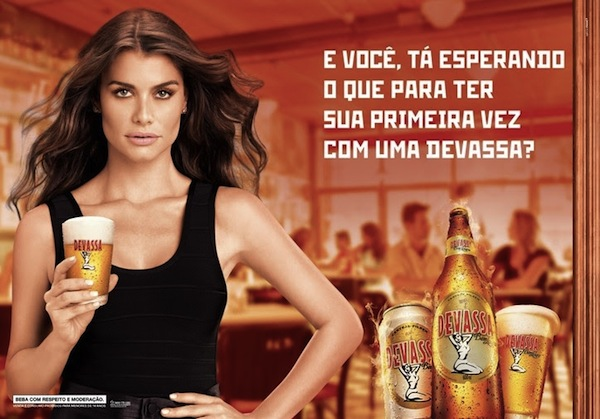 E VOCÊ, TÁ ESPERANDO
O QUE PARA TER
SUA PRIMEIRA VEZ
COM UMA DEVASSA?
DEVASSA
DEVASSA
DEVASSA
DEVASSA
DEVASSA
BEBA COM RESPEITO E MODERAÇÃO.